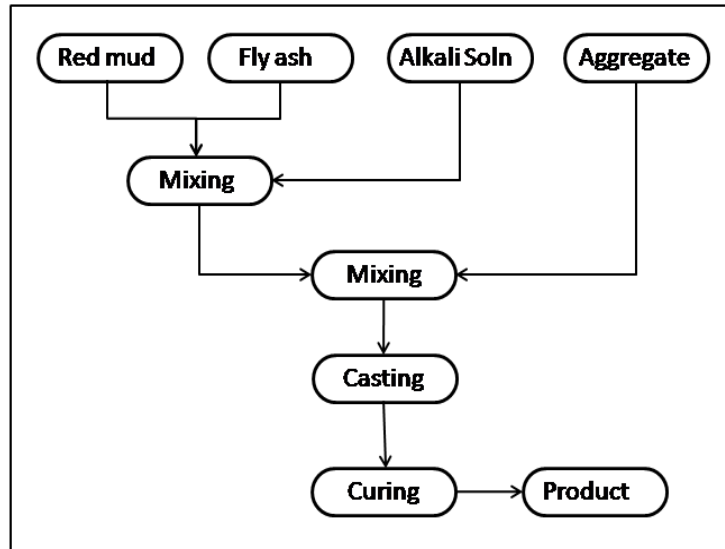 Red mud
Fly ash
Alkali Soln
Aggregate
Mixing
Mixing
Casting
Curing
Product